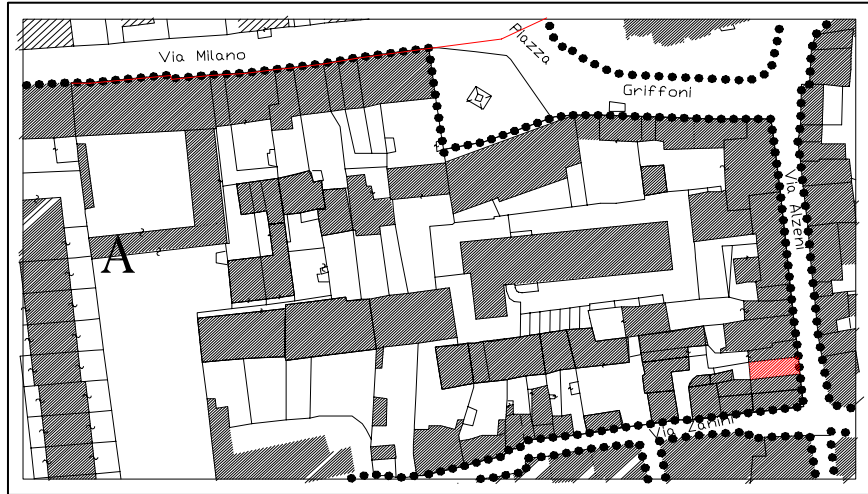 Via Milano
Piazza
Griffoni
Via Alzeni
A
Via Zanini